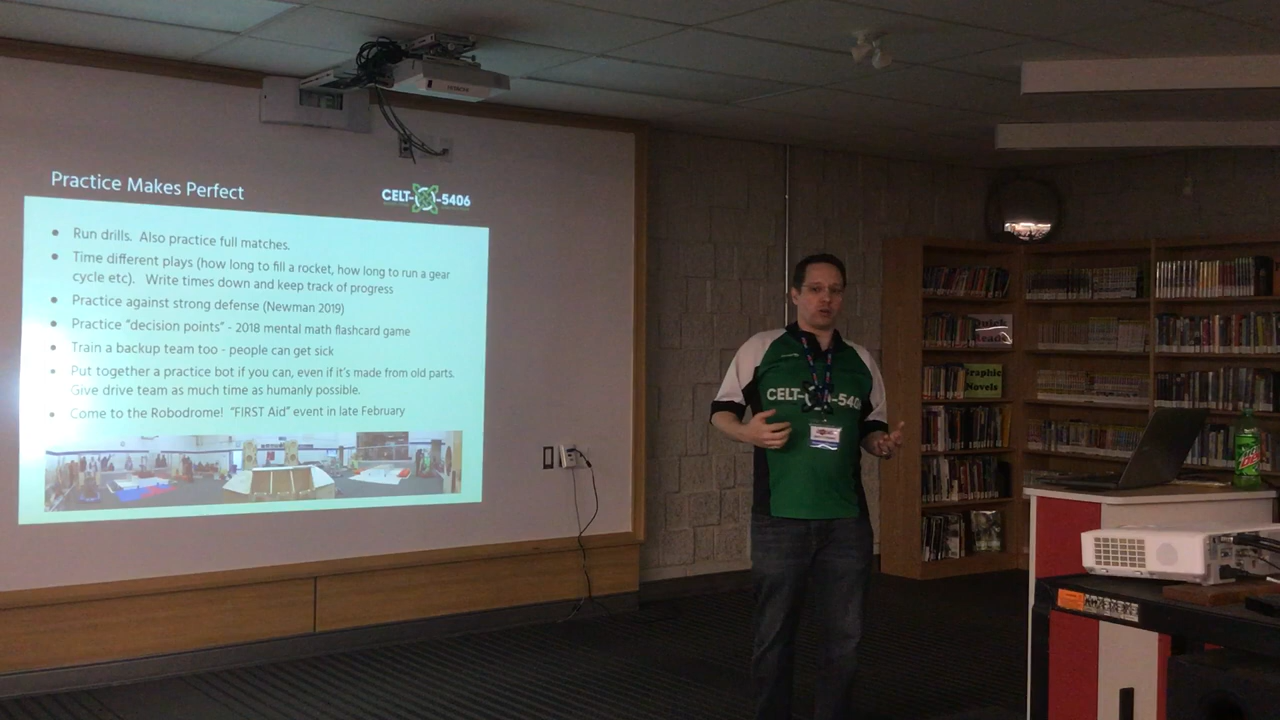 HITACHI
Practice Makes Perfect
CELT- -5406
• Run drills. Also practice full matches.
• Time different plays (how long to fill a rocket, how long to run a gear
cycle etc). Write times down and keep track of progress
• Practice against strong defense (Newman 2019)
• Practice "decision points" - 2018 mental math flashcard game
• Train a backup team too - people can get sick
• Put together a practice bot if you can, even if it's made from old parts.
Give drive team as much time as humanly possible.
• Come to the Robodrome! "FIRST Aid" event in late February
CELT- -540
Quick
Read
Graphic
Novels